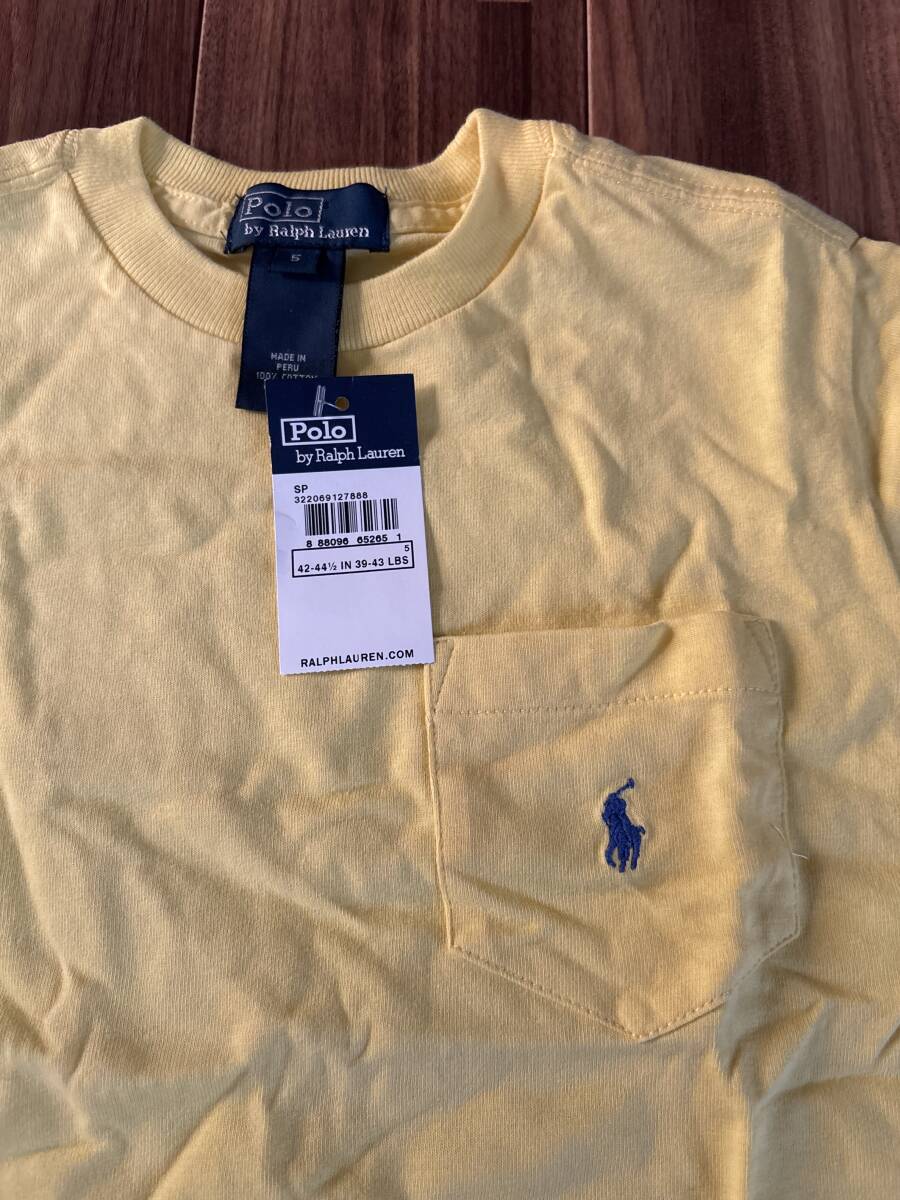 Polo
by Ralph Lauren
5
MADE IN
PERU
100% COTTON
Polo
by Ralph Lauren
SP
322069127888
8 88096 65265 1
5
42-44½ IN 39-43 LBS
RALPHLAUREN.COM